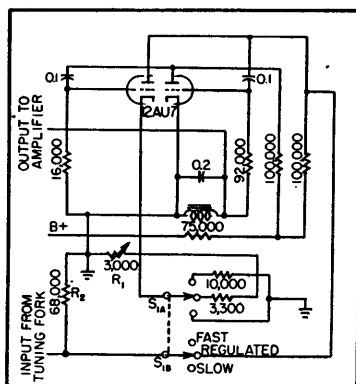 0.1
0.1
12AU7
OUTPUT TO
AMPLIFIER
16,000
0.2
92,000
100,000
100,000
75,000
B+
3,000
R1
10,000
3,300
68,000
R2
S1A
INPUT FROM
TUNING FORK
FAST
REGULATED
S1B
SLOW